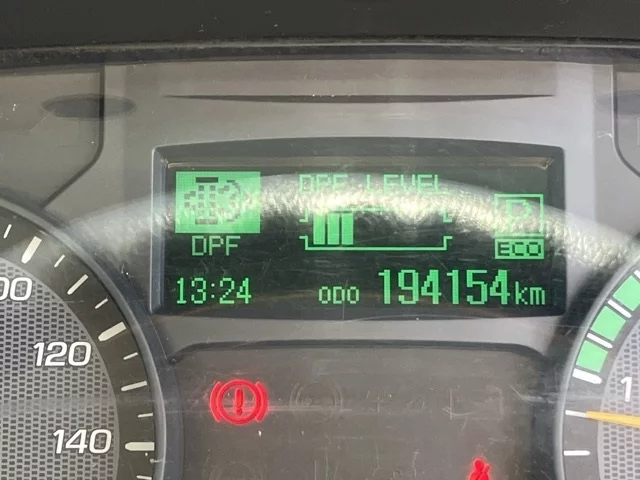 DPF LEVEL
DPF
P
ECO
13:24 ODO 194154km
120
140